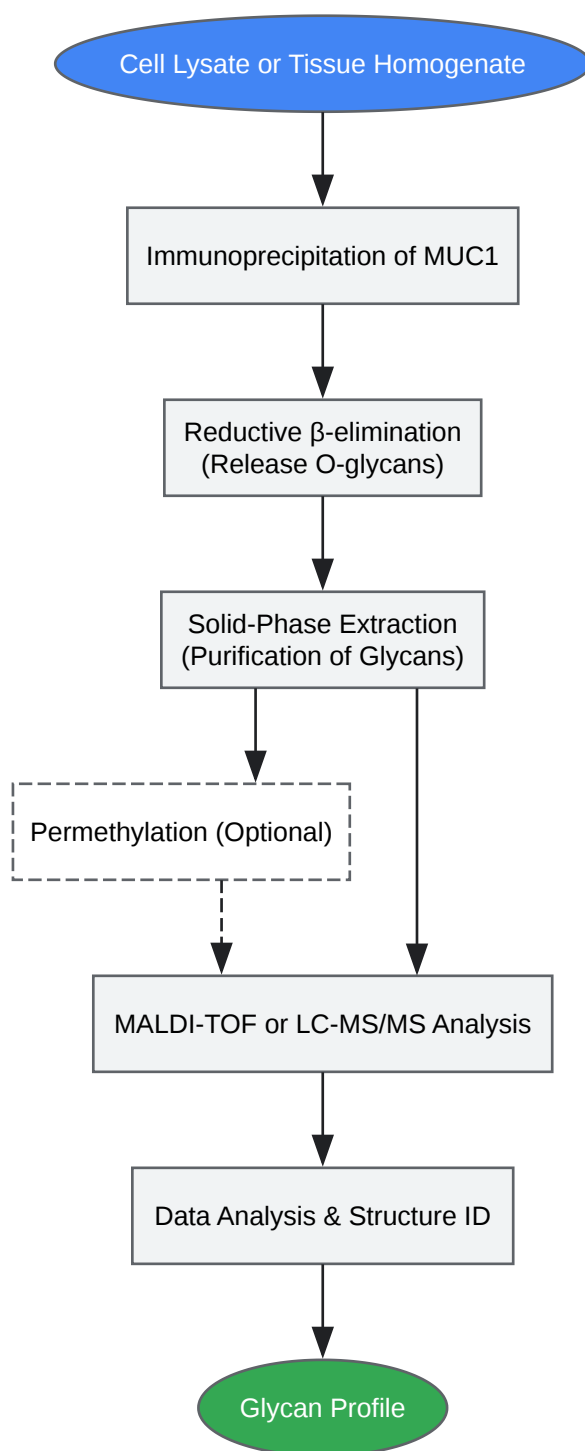 Cell Lysate or Tissue Homogenate
Immunoprecipitation of MUC1
Reductive β-elimination
(Release O-glycans)
Solid-Phase Extraction
(Purification of Glycans)
Permethylation (Optional)
MALDI-TOF or LC-MS/MS Analysis
Data Analysis & Structure ID
Glycan Profile